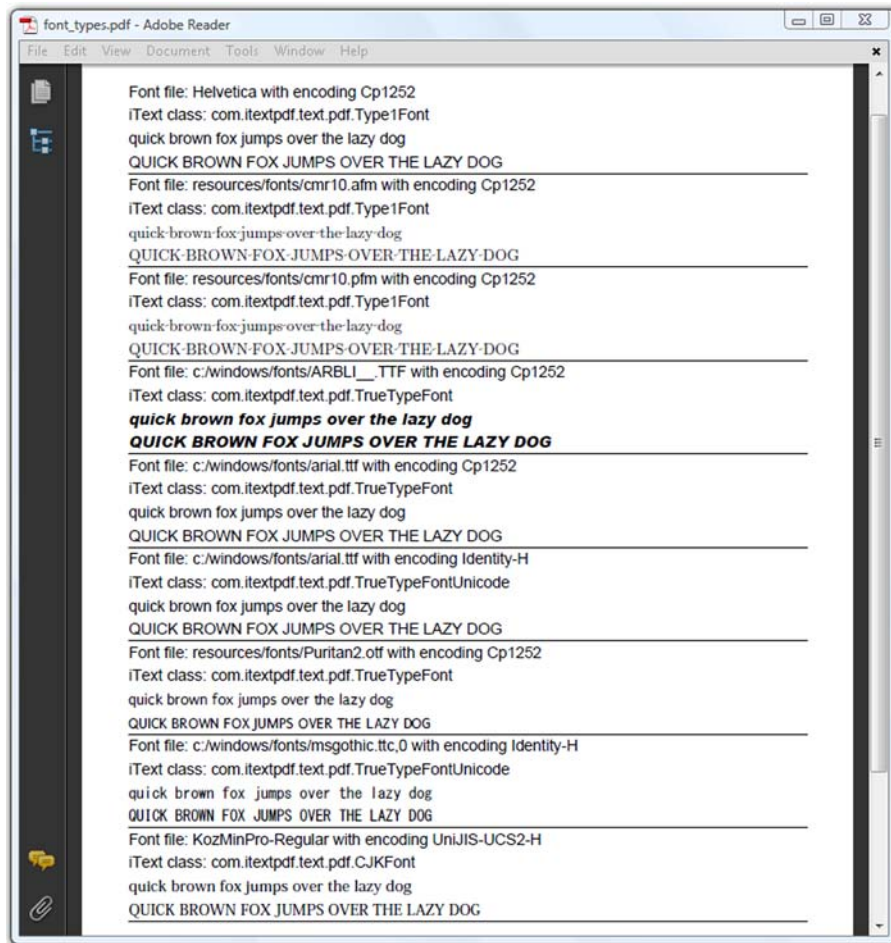 font_types.pdf - Adobe Reader
File Edit View Document Tools Window Help
Font file: Helvetica with encoding Cp1252
iText class: com.itextpdf.text.pdf.Type1Font
quick brown fox jumps over the lazy dog
QUICK BROWN FOX JUMPS OVER THE LAZY DOG
Font file: resources/fonts/cmr10.afm with encoding Cp1252
iText class: com.itextpdf.text.pdf.Type1Font
quick-brown-fox-jumps-over-the-lazy-dog
QUICK-BROWN-FOX-JUMPS-OVER-THE-LAZY-DOG
Font file: resources/fonts/cmr10.pfm with encoding Cp1252
iText class: com.itextpdf.text.pdf.Type1Font
quick-brown-fox-jumps-over-the-lazy-dog
QUICK-BROWN-FOX-JUMPS-OVER-THE-LAZY-DOG
Font file: c:/windows/fonts/ARBLI__.TTF with encoding Cp1252
iText class: com.itextpdf.text.pdf.TrueTypeFont
quick brown fox jumps over the lazy dog
QUICK BROWN FOX JUMPS OVER THE LAZY DOG
Font file: c:/windows/fonts/arial.ttf with encoding Cp1252
iText class: com.itextpdf.text.pdf.TrueTypeFont
quick brown fox jumps over the lazy dog
QUICK BROWN FOX JUMPS OVER THE LAZY DOG
Font file: c:/windows/fonts/arial.ttf with encoding Identity-H
iText class: com.itextpdf.text.pdf.TrueTypeFontUnicode
quick brown fox jumps over the lazy dog
QUICK BROWN FOX JUMPS OVER THE LAZY DOG
Font file: resources/fonts/Puritan2.otf with encoding Cp1252
iText class: com.itextpdf.text.pdf.TrueTypeFont
quick brown fox jumps over the lazy dog
QUICK BROWN FOX JUMPS OVER THE LAZY DOG
Font file: c:/windows/fonts/msgothic.ttc,0 with encoding Identity-H
iText class: com.itextpdf.text.pdf.TrueTypeFontUnicode
quick brown fox jumps over the lazy dog
QUICK BROWN FOX JUMPS OVER THE LAZY DOG
Font file: KozMinPro-Regular with encoding UniJIS-UCS2-H
iText class: com.itextpdf.text.pdf.CJKFont
quick brown fox jumps over the lazy dog
QUICK BROWN FOX JUMPS OVER THE LAZY DOG